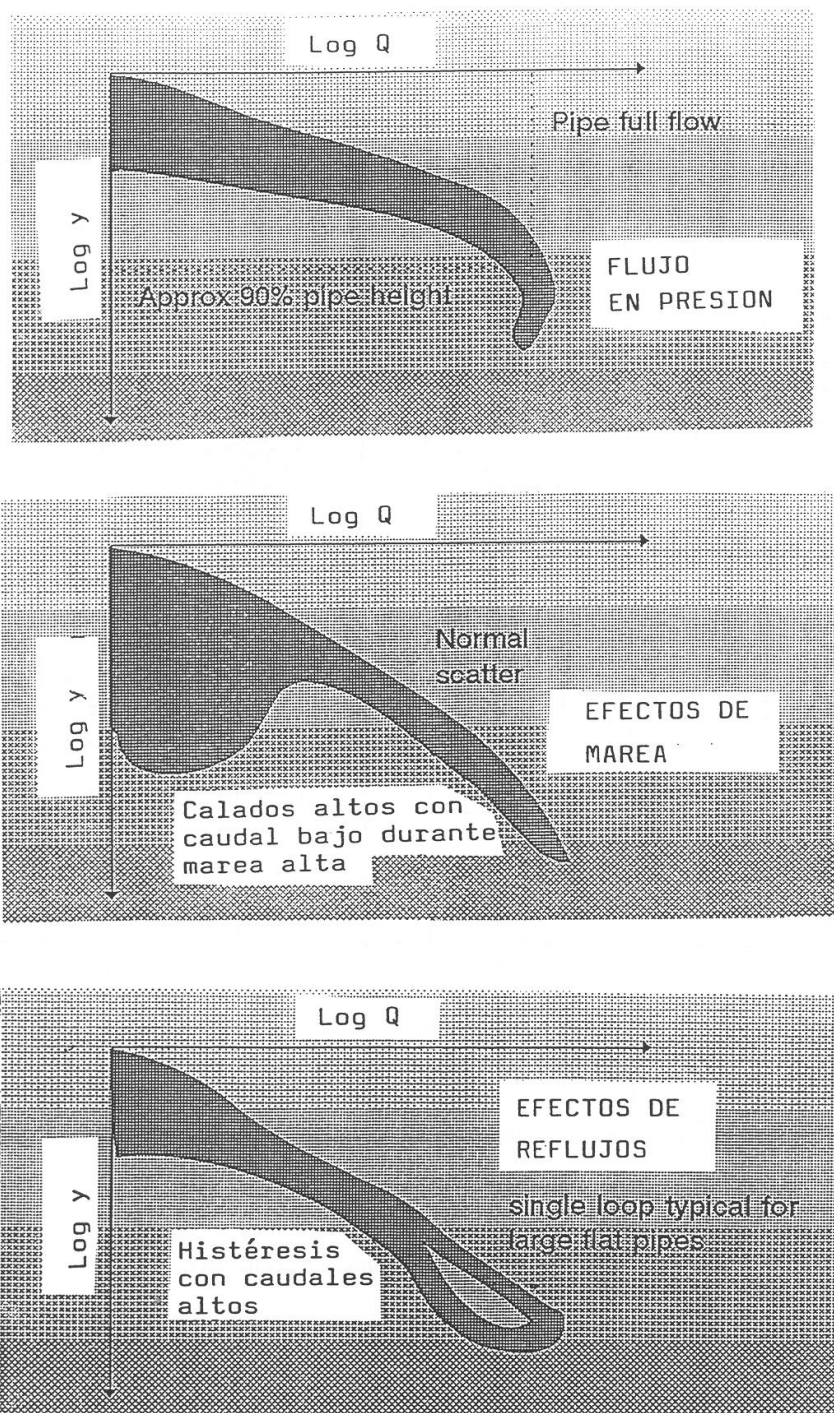 Log Q
Pipe full flow
Log y
FLUJO
EN PRESION
Approx 90% pipe height
Log Q
Log y
Normal
scatter
EFECTOS DE
MAREA
Calados altos con
caudal bajo durante
marea alta
Log Q
EFECTOS DE
REFLUJOS
Log y
single loop typical for
large flat pipes
Histéresis
con caudales
altos